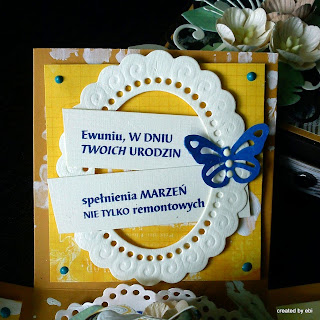 Ewuniu, W DNIU
TWOICH URODZIN
spełnienia MARZEŃ
NIE TYLKO remontowych
created by ebi